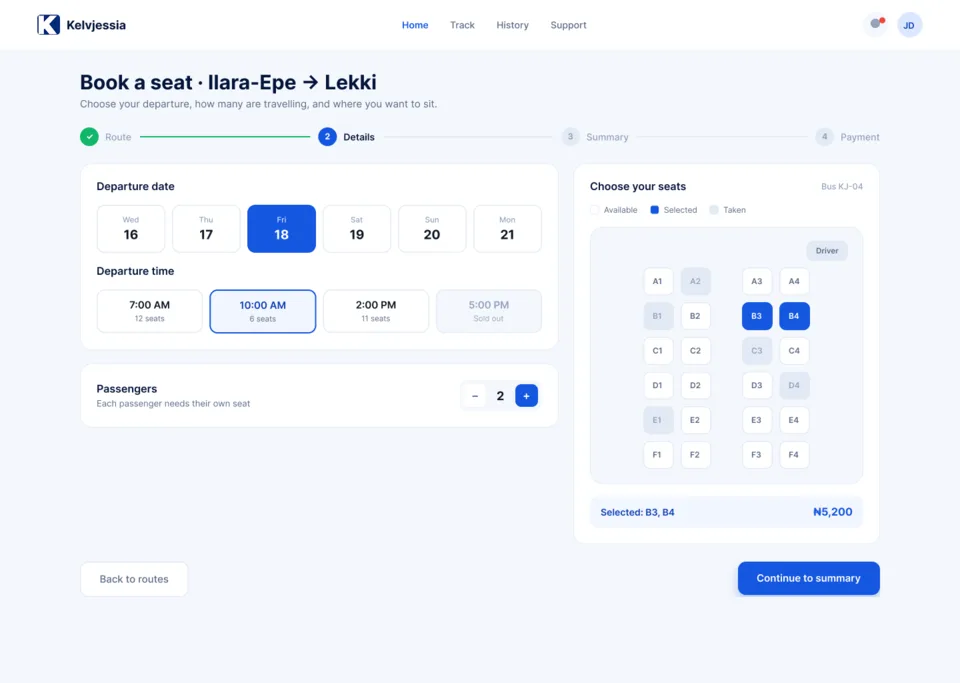 Kelvjessia
Home Track History Support
JD
Book a seat · Ilara-Epe → Lekki
Choose your departure, how many are travelling, and where you want to sit.
Route
2 Details
3 Summary
4 Payment
Departure date
Wed Thu Fri Sat Sun Mon
16 17 18 19 20 21
Departure time
7:00 AM 10:00 AM 2:00 PM 5:00 PM
12 seats 6 seats 11 seats Sold out
Passengers
Each passenger needs their own seat
− 2 +
Choose your seats
Bus KJ-04
Available Selected Taken
Driver
A1 A2 A3 A4
B1 B2 B3 B4
C1 C2 C3 C4
D1 D2 D3 D4
E1 E2 E3 E4
F1 F2 F3 F4
Selected: B3, B4 ₦5,200
Back to routes
Continue to summary